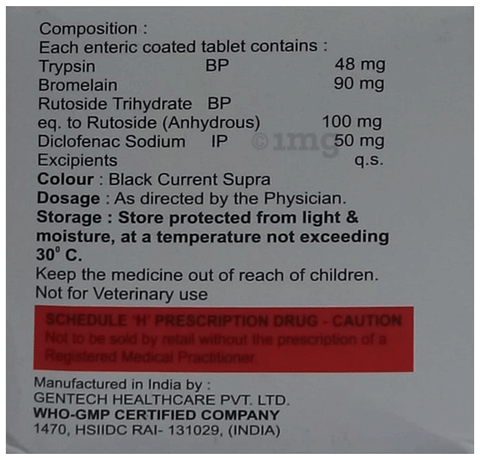 Composition :
Each enteric coated tablet contains :
Trypsin BP 48 mg
Bromelain 90 mg
Rutoside Trihydrate BP
eq. to Rutoside (Anhydrous) 100 mg
Diclofenac Sodium IP 50 mg
©1mg
Excipients q.s.
Colour : Black Current Supra
Dosage : As directed by the Physician.
Storage : Store protected from light &
moisture, at a temperature not exceeding
30⁰ C.
Keep the medicine out of reach of children.
Not for Veterinary use
SCHEDULE 'H' PRESCRIPTION DRUG - CAUTION
Not to be sold by retail without the prescription of a
Registered Medical Practitioner.
Manufactured in India by :
GENTECH HEALTHCARE PVT. LTD.
WHO-GMP CERTIFIED COMPANY
1470, HSIIDC RAI- 131029, (INDIA)